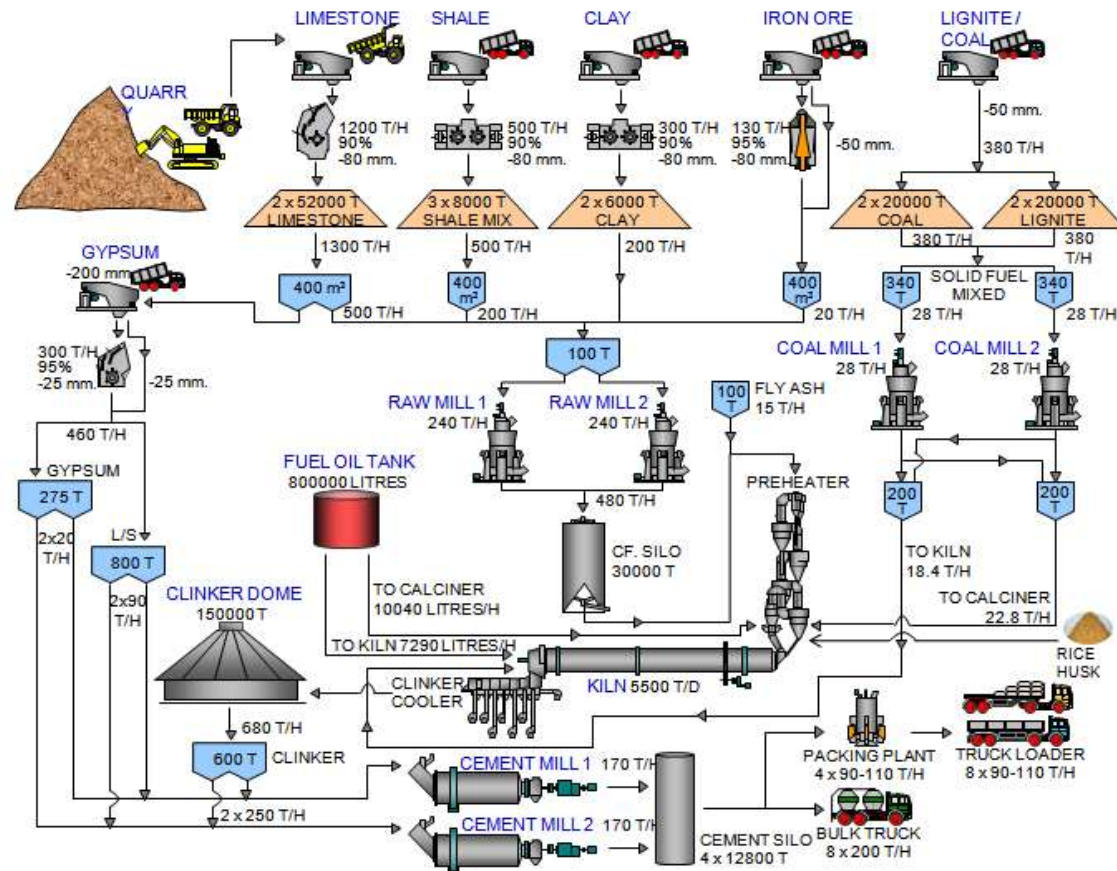 LIMESTONE
SHALE
CLAY
IRON ORE
LIGNITE /
COAL
QUARR
Y
1200 T/H
90%
-80 mm.
500 T/H
90%
-80 mm.
300 T/H
90%
-80 mm.
130 T/H
95%
-80 mm.
-50 mm.
-50 mm.
380 T/H
2 x 52000 T
LIMESTONE
3 x 8000 T
SHALE MIX
2 x 6000 T
CLAY
2 x 20000 T
COAL
2 x 20000 T
LIGNITE
1300 T/H
500 T/H
200 T/H
380 T/H
380
T/H
GYPSUM
-200 mm.
400 m³
400
m³
400
m³
340
T
SOLID FUEL
MIXED
340
T
500 T/H
200 T/H
20 T/H
28 T/H
28 T/H
300 T/H
95%
-25 mm.
-25 mm.
100 T
COAL MILL 1
28 T/H
COAL MILL 2
28 T/H
RAW MILL 1
240 T/H
RAW MILL 2
240 T/H
100
T
FLY ASH
15 T/H
460 T/H
GYPSUM
275 T
FUEL OIL TANK
800000 LITRES
480 T/H
PREHEATER
200
T
200
T
2x20
T/H
L/S
800 T
CF. SILO
30000 T
TO KILN
18.4 T/H
2x90
T/H
CLINKER DOME
150000 T
TO CALCINER
10040 LITRES/H
TO CALCINER
22.8 T/H
TO KILN 7290 LITRES/H
RICE
HUSK
CLINKER
COOLER
KILN 5500 T/D
680 T/H
600 T
CLINKER
PACKING PLANT
4 x 90-110 T/H
TRUCK LOADER
8 x 90-110 T/H
CEMENT MILL 1
170 T/H
2 x 250 T/H
CEMENT MILL 2
170 T/H
CEMENT SILO
4 x 12800 T
BULK TRUCK
8 x 200 T/H